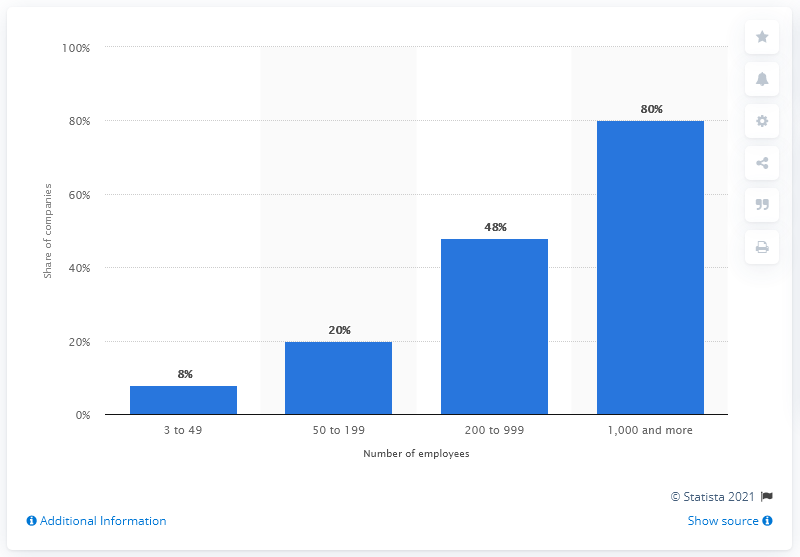 100%
80%
60%
40%
20%
0%
Share of companies
8%
20%
48%
80%
3 to 49
50 to 199
200 to 999
1,000 and more
Number of employees
© Statista 2021
Additional Information
Show source